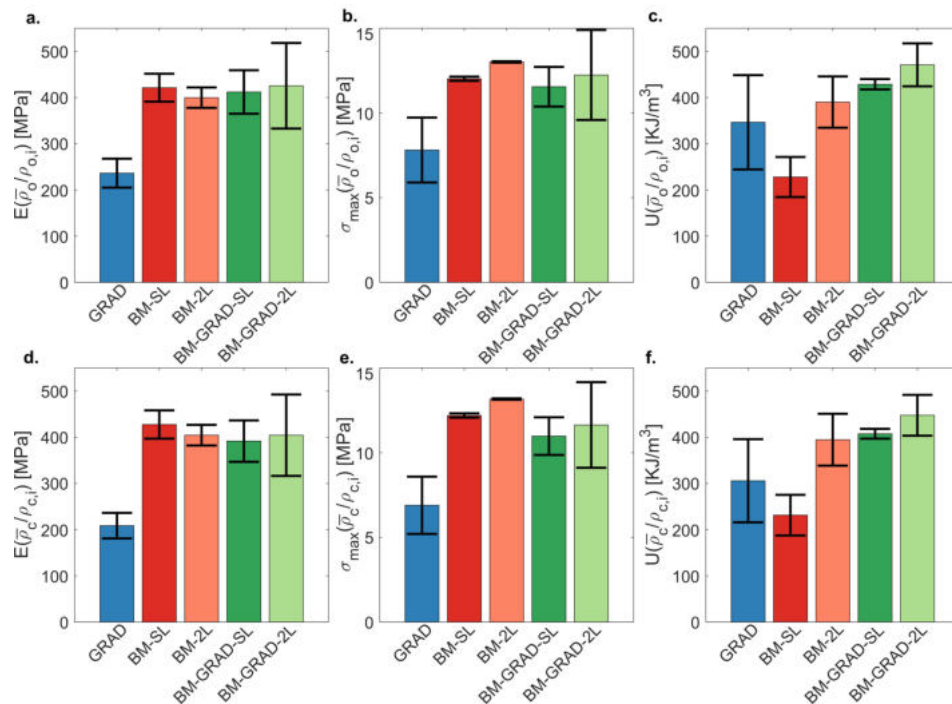 a.
E(ρ̅ₒ/ρₒ,ᵢ) [MPa]
500
400
300
200
100
0
GRAD
BM-SL
BM-2L
BM-GRAD-SL
BM-GRAD-2L
b.
σmax(ρ̅ₒ/ρₒ,ᵢ) [MPa]
15
10
5
0
GRAD
BM-SL
BM-2L
BM-GRAD-SL
BM-GRAD-2L
c.
U(ρ̅ₒ/ρₒ,ᵢ) [KJ/m³]
500
400
300
200
100
0
GRAD
BM-SL
BM-2L
BM-GRAD-SL
BM-GRAD-2L
d.
E(ρ̅c/ρc,i) [MPa]
500
400
300
200
100
0
GRAD
BM-SL
BM-2L
BM-GRAD-SL
BM-GRAD-2L
e.
σmax(ρ̅c/ρc,i) [MPa]
15
10
5
0
GRAD
BM-SL
BM-2L
BM-GRAD-SL
BM-GRAD-2L
f.
U(ρ̅c/ρc,i) [KJ/m³]
500
400
300
200
100
0
GRAD
BM-SL
BM-2L
BM-GRAD-SL
BM-GRAD-2L